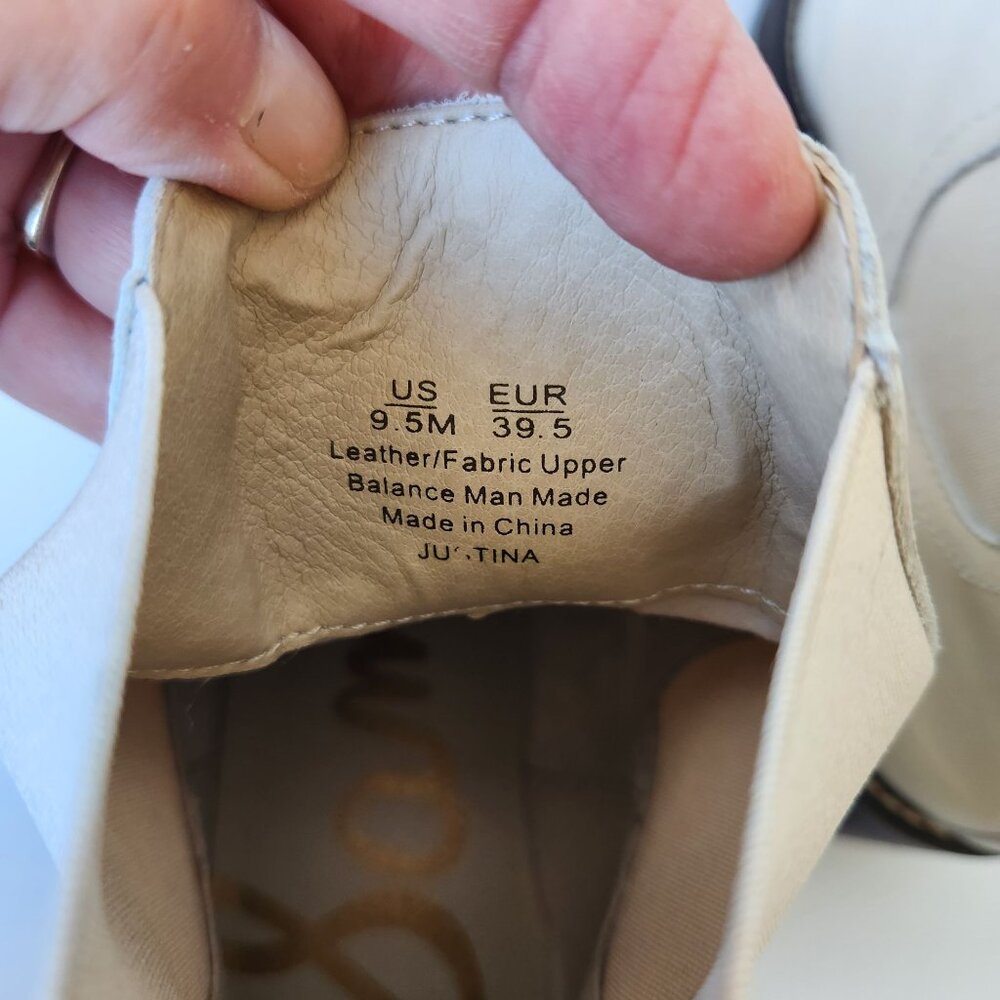 US EUR
9.5M 39.5
Leather/Fabric Upper
Balance Man Made
Made in China